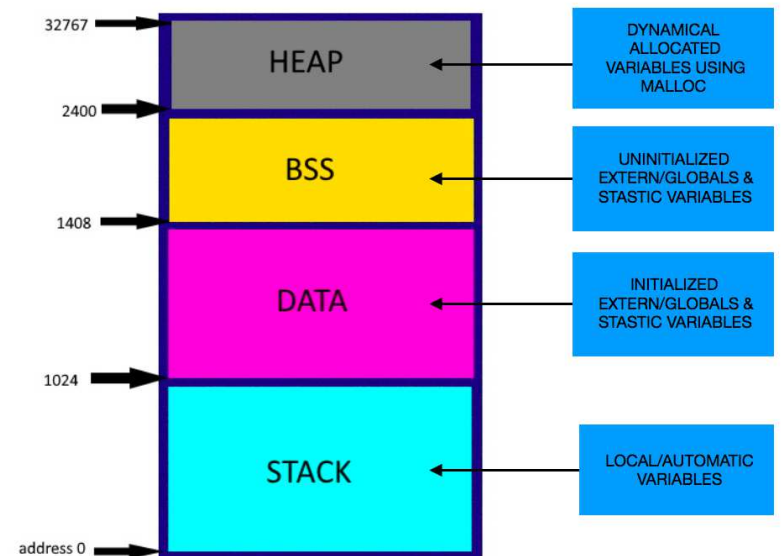 32767
HEAP
DYNAMICAL
ALLOCATED
VARIABLES USING
MALLOC
2400
BSS
UNINITIALIZED
EXTERN/GLOBALS &
STASTIC VARIABLES
1408
DATA
INITIALIZED
EXTERN/GLOBALS &
STASTIC VARIABLES
1024
STACK
LOCAL/AUTOMATIC
VARIABLES
address 0